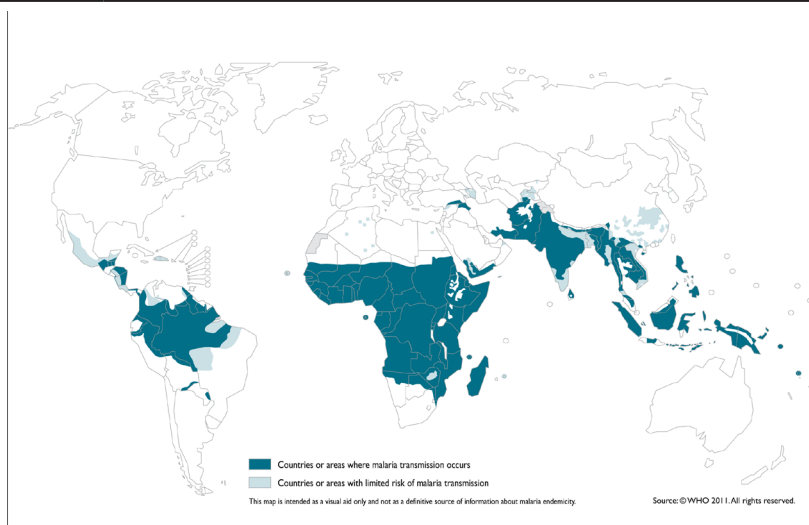 Countries or areas where malaria transmission occurs
Countries or areas with limited risk of malaria transmission
This map is intended as a visual aid only and not as a definitive source of information about malaria endemicity.
Source: © WHO 2011. All rights reserved.